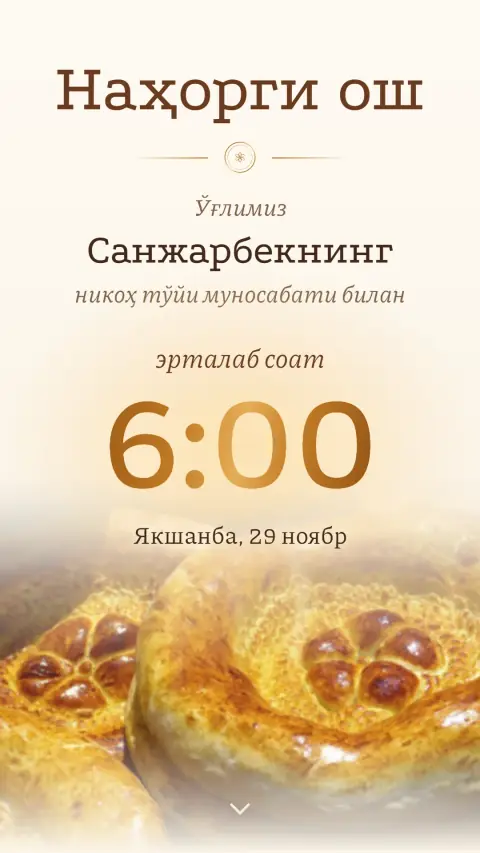 Наҳорги ош
Ўғлимиз
Санжарбекнинг
никоҳ тўйи муносабати билан
эрталаб соат
6:00
Якшанба, 29 ноябр